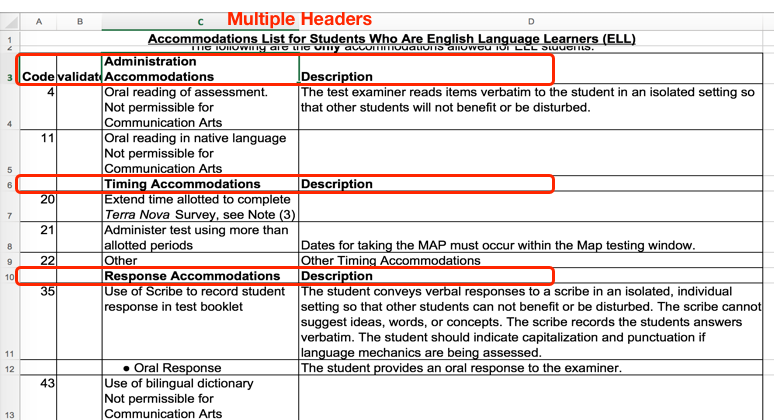 Multiple Headers
A B C D
1 Accommodations List for Students Who Are English Language Learners (ELL)
2 The following are the only accommodations allowed for ELL students.
Administration
3 Code validate Accommodations Description
4 Oral reading of assessment. The test examiner reads items verbatim to the student in an isolated setting so
Not permissible for that other students will not benefit or be disturbed.
4 Communication Arts
11 Oral reading in native language
Not permissible for
5 Communication Arts
6 Timing Accommodations Description
20 Extend time allotted to complete
7 Terra Nova Survey, see Note (3)
21 Administer test using more than
8 allotted periods Dates for taking the MAP must occur within the Map testing window.
9 22 Other Other Timing Accommodations
10 Response Accommodations Description
35 Use of Scribe to record student The student conveys verbal responses to a scribe in an isolated, individual
response in test booklet setting so that other students can not benefit or be disturbed. The scribe cannot
suggest ideas, words, or concepts. The scribe records the students answers
verbatim. The student should indicate capitalization and punctuation if
11 language mechanics are being assessed.
12 ● Oral Response The student provides an oral response to the examiner.
43 Use of bilingual dictionary
Not permissible for
13 Communication Arts